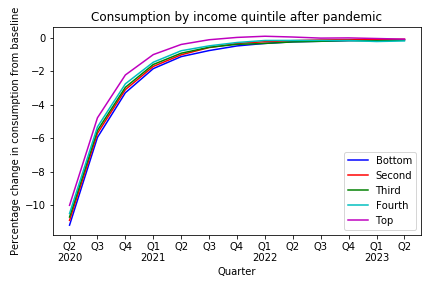 Consumption by income quintile after pandemic
Percentage change in consumption from baseline
0
−2
−4
−6
−8
−10
Bottom
Second
Third
Fourth
Top
Q2 Q3 Q4 Q1 Q2 Q3 Q4 Q1 Q2 Q3 Q4 Q1 Q2
2020 2021 2022 2023
Quarter